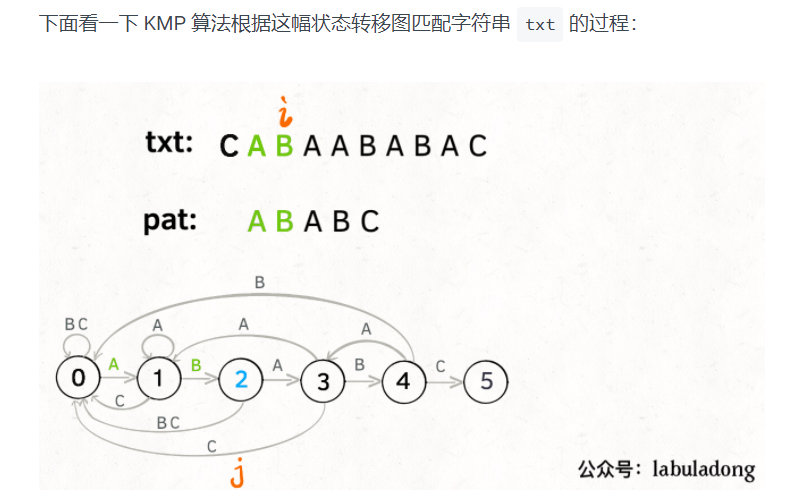 下面看一下 KMP 算法根据这幅状态转移图匹配字符串 txt 的过程：
i
txt: C A B A A B A B A C
pat: A B A B C
B
B C A A A
A B A B C
0 1 2 3 4 5
C
B C
C
j
公众号：labuladong